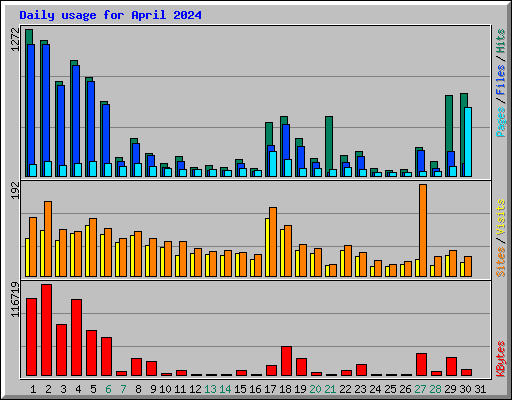 Daily usage for April 2024
1272
Pages / Files / Hits
192
Sites / Visits
116719
KBytes
1 2 3 4 5 6 7 8 9 10 11 12 13 14 15 16 17 18 19 20 21 22 23 24 25 26 27 28 29 30 31